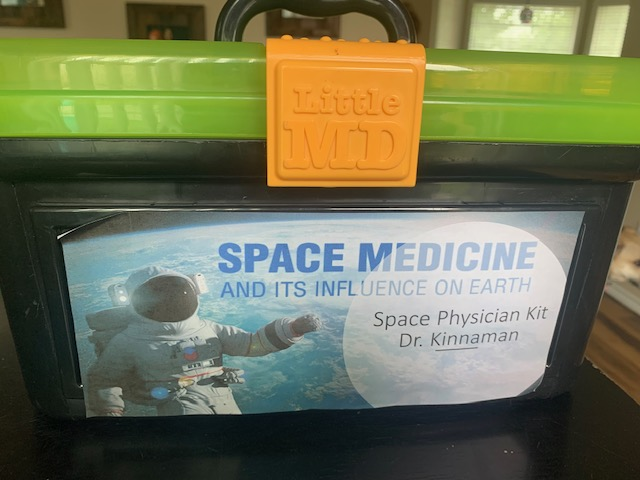 Little
MD
SPACE MEDICINE
AND ITS INFLUENCE ON EARTH
Space Physician Kit
Dr. Kinnaman